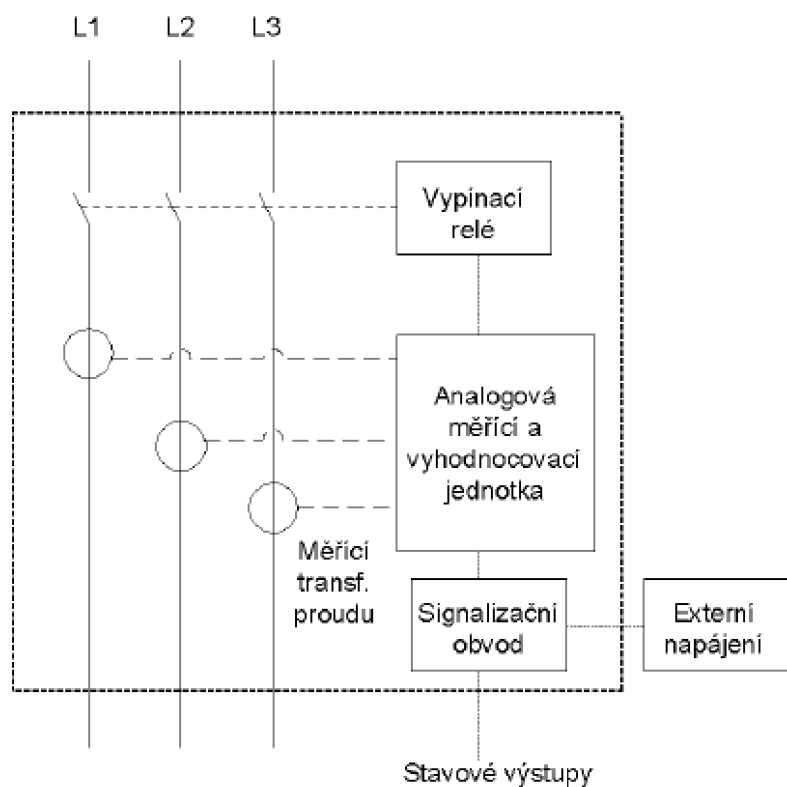 L1 L2 L3
Vypínací
relé
Analogová
měřící a
vyhodnocovací
jednotka
Měřící
transf.
proudu
Signalizační
obvod
Externí
napájení
Stavové výstupy